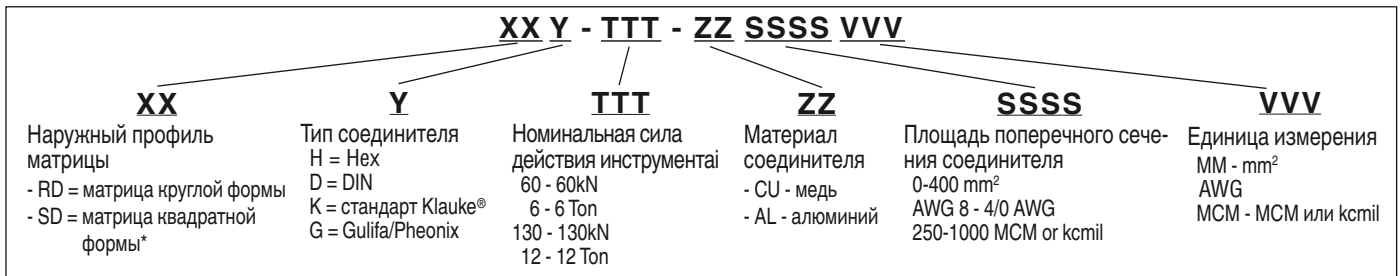 XX Y - TTT - ZZ SSSS VVV
XX
Наружный профиль
матрицы
- RD = матрица круглой формы
- SD = матрица квадратной
формы*
Y
Тип соединителя
H = Hex
D = DIN
K = стандарт Klauke®
G = Gulifa/Pheonix
TTT
Номинальная сила
действия инструментаi
60 - 60kN
6 - 6 Ton
130 - 130kN
12 - 12 Ton
ZZ
Материал
соединителя
- CU - медь
- AL - алюминий
SSSS
Площадь поперечного сече-
ния соединителя
0-400 mm²
AWG 8 - 4/0 AWG
250-1000 MCM or kcmil
VVV
Единица измерения
MM - mm²
AWG
MCM - MCM или kcmil